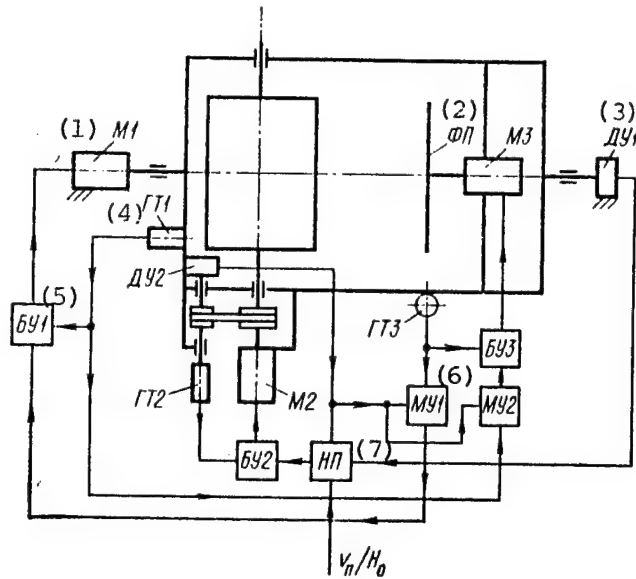 (1) М1
(2) ФП
М3
(3) ДУ1
(4) ГТ1
ДУ2
(5) БУ1
ГТ3
БУ3
(6) МУ1
МУ2
ГТ2
М2
БУ2
НП (7)
vп/H₀